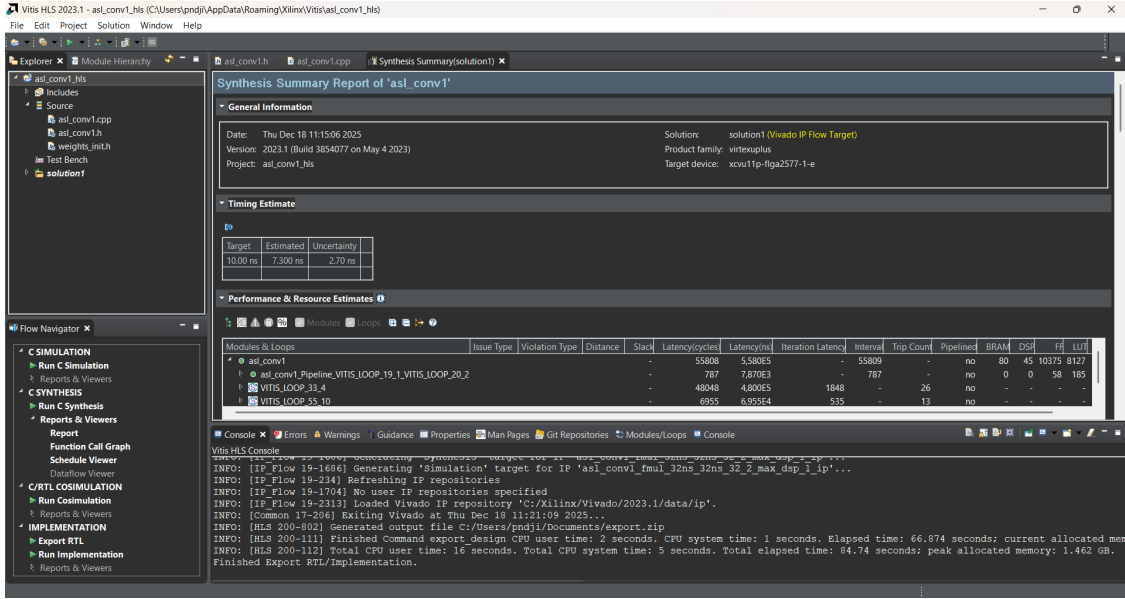 Vitis HLS 2023.1 - asl_conv1_hls (C:\Users\pndji\AppData\Roaming\Xilinx\Vitis\asl_conv1_hls)
File Edit Project Solution Window Help
Explorer Module Hierarchy
asl_conv1_hls
Includes
Source
asl_conv1.cpp
asl_conv1.h
weights_init.h
Test Bench
solution1
Flow Navigator
C SIMULATION
Run C Simulation
Reports & Viewers
C SYNTHESIS
Run C Synthesis
Reports & Viewers
Report
Function Call Graph
Schedule Viewer
Dataflow Viewer
C/RTL COSIMULATION
Run Cosimulation
Reports & Viewers
IMPLEMENTATION
Export RTL
Run Implementation
Reports & Viewers
asl_conv1.h asl_conv1.cpp Synthesis Summary(solution1)
Synthesis Summary Report of 'asl_conv1'
General Information
Date: Thu Dec 18 11:15:06 2025 Solution: solution1 (Vivado IP Flow Target)
Version: 2023.1 (Build 3854077 on May 4 2023) Product family: virtexuplus
Project: asl_conv1_hls Target device: xcvu11p-flga2577-1-e
Timing Estimate
Target Estimated Uncertainty
10.00 ns 7.300 ns 2.70 ns
Performance & Resource Estimates
Modules Loops
Modules & Loops Issue Type Violation Type Distance Slack Latency(cycles) Latency(ns) Iteration Latency Interval Trip Count Pipelined BRAM DSP FF LUT
asl_conv1 - 55808 5,580E5 - 55809 - no 80 45 10375 8127
asl_conv1_Pipeline_VITIS_LOOP_19_1_VITIS_LOOP_20_2 - 787 7,870E3 - 787 - no 0 0 58 185
VITIS_LOOP_33_4 - 48048 4,800E5 1848 - 26 no - - - -
VITIS_LOOP_55_10 - 6955 6,955E4 535 - 13 no - - - -
Console Errors Warnings Guidance Properties Man Pages Git Repositories Modules/Loops Console
Vitis HLS Console
INFO: [IP_Flow 19-1686] Generating 'Simulation' target for IP 'asl_conv1_fmul_32ns_32ns_32_2_max_dsp_1_ip'...
INFO: [IP_Flow 19-234] Refreshing IP repositories
INFO: [IP_Flow 19-1704] No user IP repositories specified
INFO: [IP_Flow 19-2313] Loaded Vivado IP repository 'C:/Xilinx/Vivado/2023.1/data/ip'.
INFO: [Common 17-206] Exiting Vivado at Thu Dec 18 11:21:09 2025...
INFO: [HLS 200-802] Generated output file C:/Users/pndji/Documents/export.zip
INFO: [HLS 200-111] Finished Command export_design CPU user time: 2 seconds. CPU system time: 1 seconds. Elapsed time: 66.874 seconds; current allocated mem
INFO: [HLS 200-112] Total CPU user time: 16 seconds. Total CPU system time: 5 seconds. Total elapsed time: 84.74 seconds; peak allocated memory: 1.462 GB.
Finished Export RTL/Implementation.